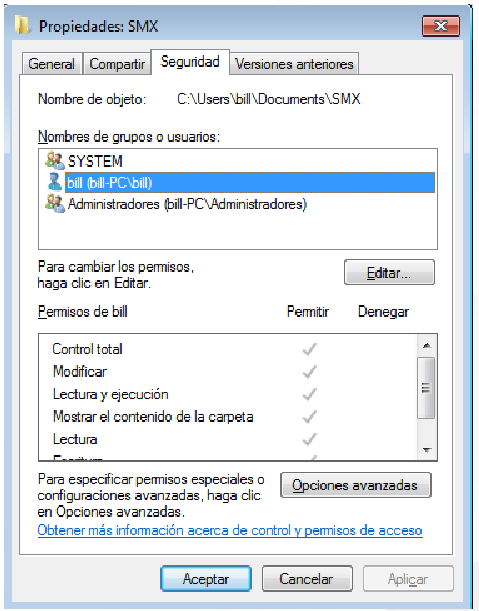 Propiedades: SMX
General Compartir Seguridad Versiones anteriores
Nombre de objeto: C:\Users\bill\Documents\SMX
Nombres de grupos o usuarios:
SYSTEM
bill (bill-PC\bill)
Administradores (bill-PC\Administradores)
Para cambiar los permisos,
haga clic en Editar.
Editar...
Permisos de bill Permitir Denegar
Control total
Modificar
Lectura y ejecución
Mostrar el contenido de la carpeta
Lectura
Escritura
Para especificar permisos especiales o
configuraciones avanzadas, haga clic
en Opciones avanzadas.
Opciones avanzadas
Obtener más información acerca de control y permisos de acceso
Aceptar Cancelar Aplicar